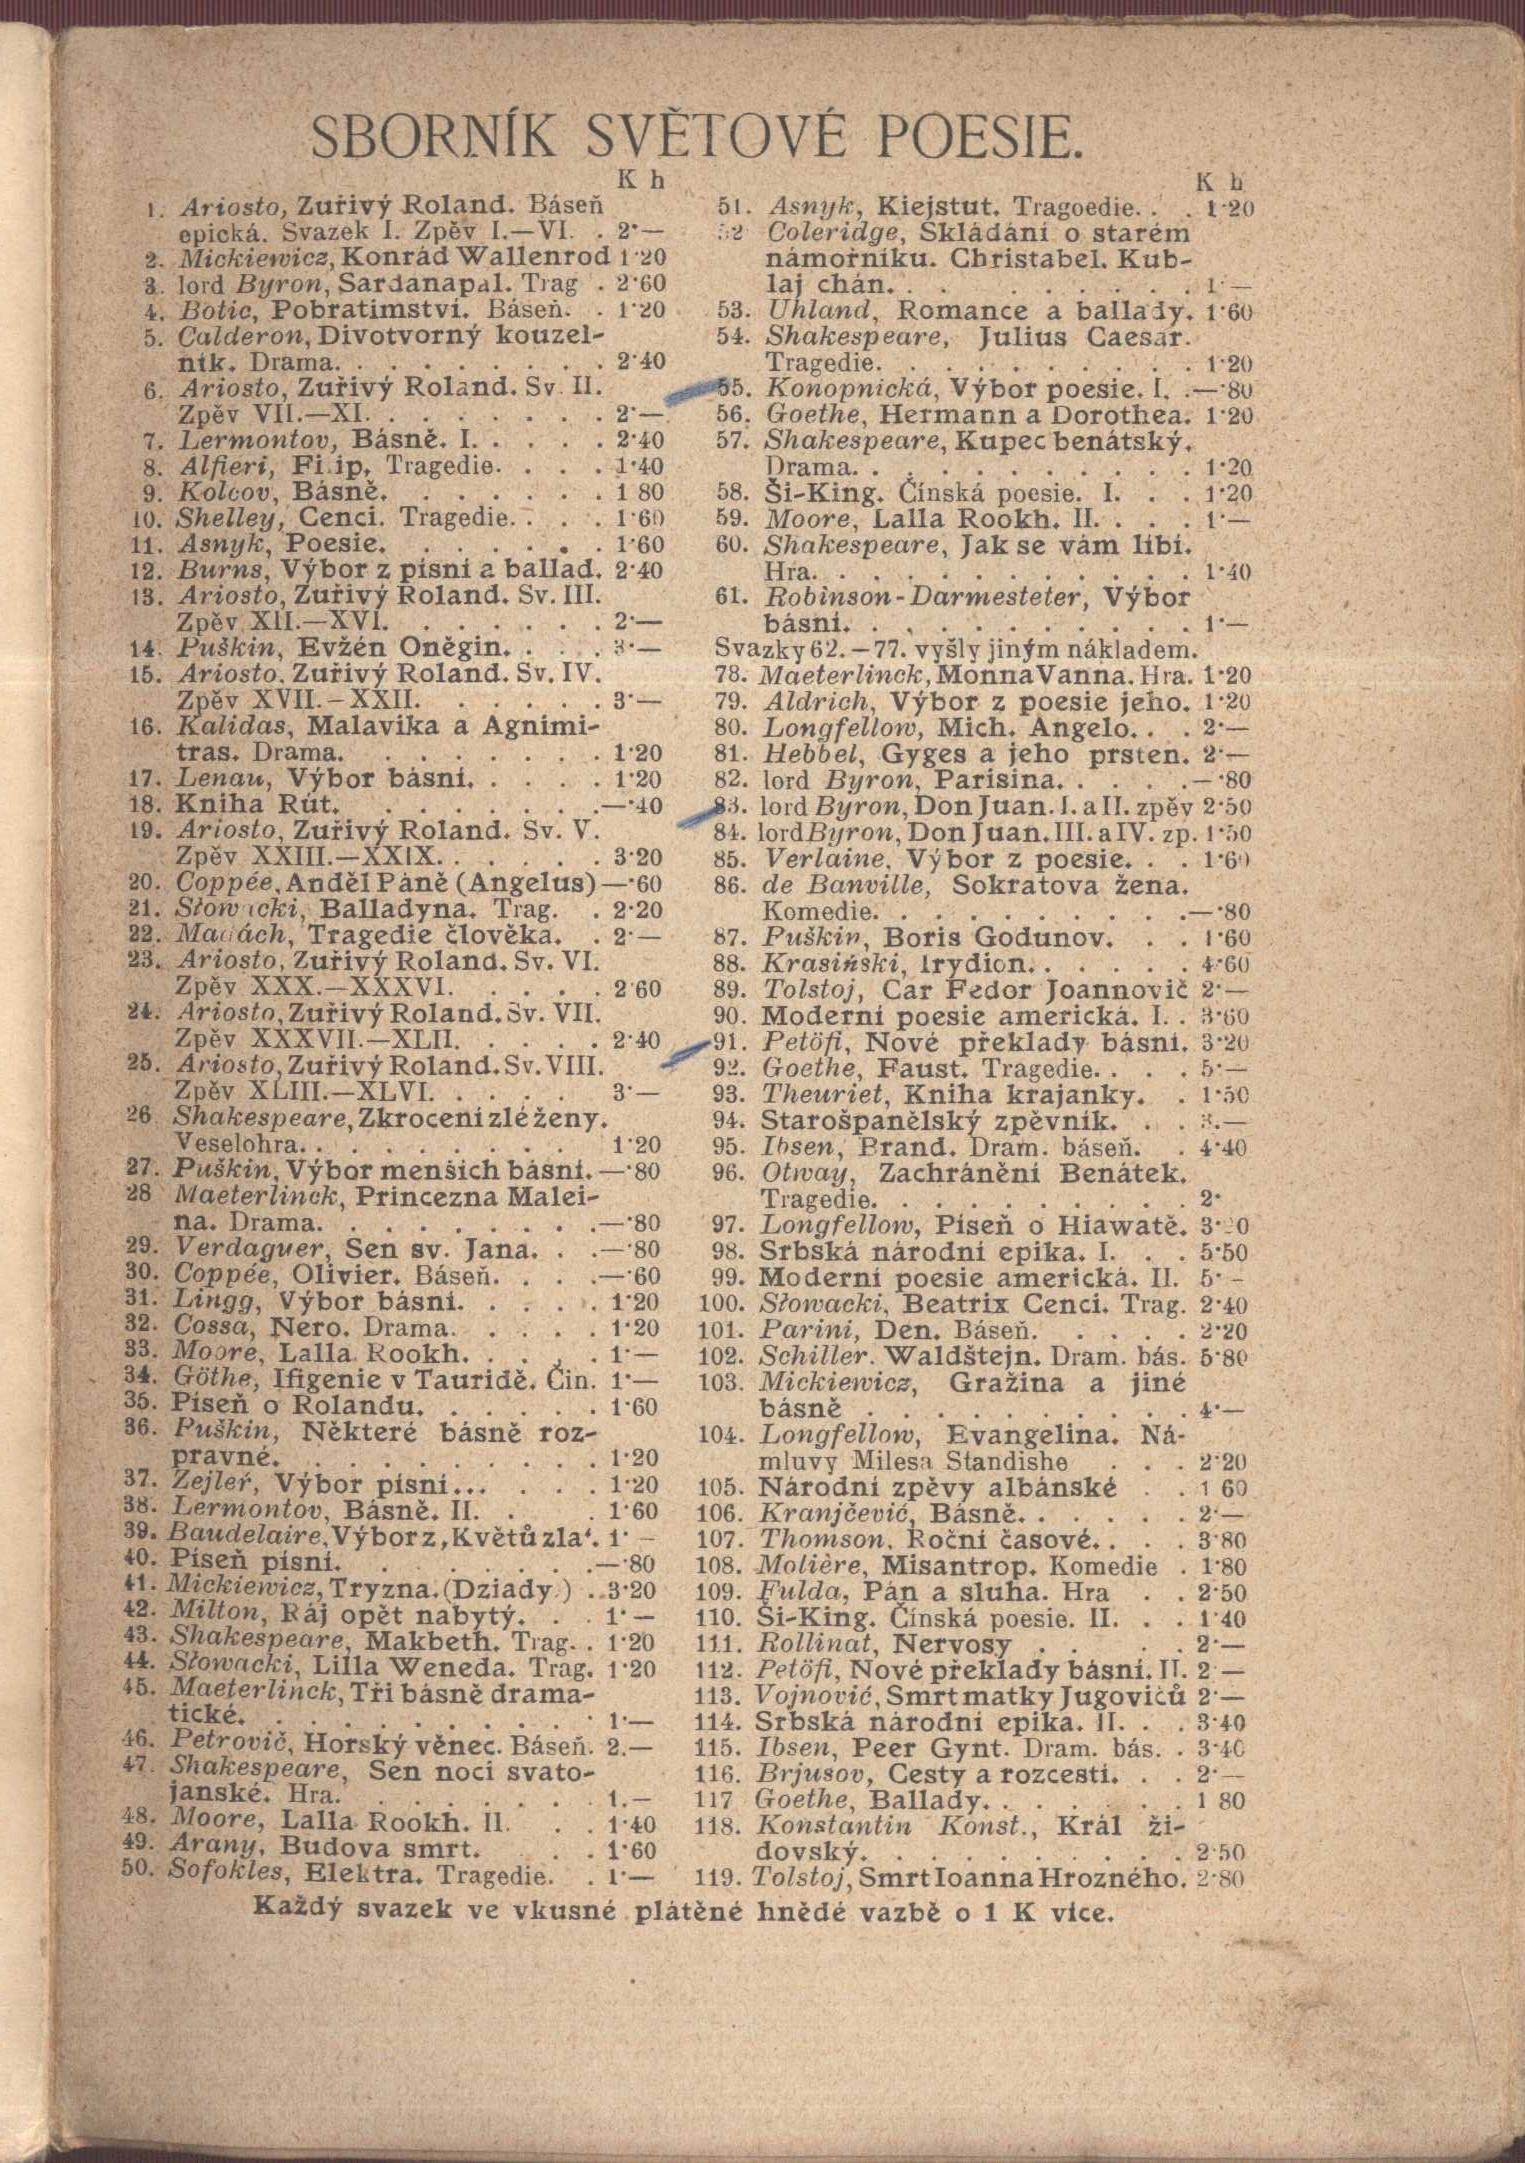 SBORNÍK SVĚTOVÉ POESIE.
K h
1. Ariosto, Zuřivý Roland. Báseň
epická. Svazek I. Zpěv I.—VI. . 2·—
2. Mickiewicz, Konrád Wallenrod 1·20
3. lord Byron, Sardanapal. Trag . 2·60
4. Botic, Pobratimství. Báseň. . 1·20
5. Calderon, Divotvorný kouzel-
ník. Drama. . . . . . . . . 2·40
6. Ariosto, Zuřivý Roland. Sv. II.
Zpěv VII.—XI. . . . . . . . 2·—
7. Lermontov, Básně. I. . . . . 2·40
8. Alfieri, Fi.ip. Tragedie. . . . 1·40
9. Kolcov, Básně. . . . . . . 1 80
10. Shelley, Cenci. Tragedie. . . . 1·60
11. Asnyk, Poesie. . . . . . . 1·60
12. Burns, Výbor z písní a ballad. 2·40
13. Ariosto, Zuřivý Roland. Sv. III.
Zpěv XII.—XVI. . . . . . . 2·—
14. Puškin, Evžén Oněgin. . . . 3·—
15. Ariosto. Zuřivý Roland. Sv. IV.
Zpěv XVII.—XXII. . . . . . 3·—
16. Kalidas, Malavika a Agnimi-
tras. Drama. . . . . . . . 1·20
17. Lenau, Výbor básní. . . . . 1·20
18. Kniha Rút. . . . . . . .—·40
19. Ariosto, Zuřivý Roland. Sv. V.
Zpěv XXIII.—XXIX. . . . . . 3·20
20. Coppée, Anděl Páně (Angelus)—·60
21. Słowacki, Balladyna. Trag. . 2·20
22. Madách, Tragedie člověka. . 2·—
23. Ariosto, Zuřivý Roland. Sv. VI.
Zpěv XXX.—XXXVI. . . . . 2·60
24. Ariosto, Zuřivý Roland. Sv. VII.
Zpěv XXXVII.—XLII. . . . . 2·40
25. Ariosto, Zuřivý Roland. Sv. VIII.
Zpěv XLIII.—XLVI. . . . . 3·—
26. Shakespeare, Zkrocení zlé ženy.
Veselohra. . . . . . . . . 1·20
27. Puškin, Výbor menších básní.—·80
28 Maeterlinck, Princezna Malei-
na. Drama. . . . . . . . .—·80
29. Verdaguer, Sen sv. Jana. . .—·80
30. Coppée, Olivier. Báseň. . . .—·60
31. Lingg, Výbor básní. . . . . 1·20
32. Cossa, Nero. Drama. . . . . 1·20
33. Moore, Lalla Rookh. . . . . 1·—
34. Göthe, Ifigenie v Tauridě. Čin. 1·—
35. Píseň o Rolandu. . . . . . 1·60
36. Puškin, Některé básně roz-
pravné. . . . . . . . . . 1·20
37. Zejleŕ, Výbor písní... . . . 1·20
38. Lermontov, Básně. II. . . 1·60
39. Baudelaire, Výbor z ‚Květů zla‘. 1· –
40. Píseň písní. . . . . . . .—·80
41. Mickiewicz, Tryzna. (Dziady.) . .3·20
42. Milton, Ráj opět nabytý. . . 1·—
43. Shakespeare, Makbeth. Trag. . 1·20
44. Słowacki, Lilla Weneda. Trag. 1·20
45. Maeterlinck, Tři básně drama-
tické. . . . . . . . . . . 1·—
46. Petrovič, Horský věnec. Báseň. 2.—
47. Shakespeare, Sen noci svato-
janské. Hra. . . . . . . . 1.—
48. Moore, Lalla Rookh. II. . . 1·40
49. Arany, Budova smrt. . . . 1·60
50. Sofokles, Elektra. Tragedie. . 1·—
K h
51. Asnyk, Kiejstut. Tragoedie. . . 1·20
52 Coleridge, Skládání o starém
námořníku. Christabel. Kub-
laj chán. . . . . . . . . . 1·—
53. Uhland, Romance a ballady. 1·60
54. Shakespeare, Julius Caesar.
Tragedie. . . . . . . . . . 1·20
55. Konopnická, Výbor poesie. I. .—·80
56. Goethe, Hermann a Dorothea. 1·20
57. Shakespeare, Kupec benátský.
Drama. . . . . . . . . . . 1·20
58. Ši-King. Čínská poesie. I. . . 1·20
59. Moore, Lalla Rookh. II. . . . 1·—
60. Shakespeare, Jak se vám líbí.
Hra. . . . . . . . . . . . 1·40
61. Robinson-Darmesteter, Výbor
básní. . . . . . . . . . . 1·—
Svazky 62.—77. vyšly jiným nákladem.
78. Maeterlinck, Monna Vanna. Hra. 1·20
79. Aldrich, Výbor z poesie jeho. 1·20
80. Longfellow, Mich. Angelo. . . 2·—
81. Hebbel, Gyges a jeho prsten. 2·—
82. lord Byron, Parisina. . . . .—·80
83. lord Byron, Don Juan. I. a II. zpěv 2·50
84. lord Byron, Don Juan. III. a IV. zp. 1·50
85. Verlaine, Výbor z poesie. . . 1·60
86. de Banville, Sokratova žena.
Komedie. . . . . . . . . .—·80
87. Puškin, Boris Godunov. . . 1·60
88. Krasiński, Irydion. . . . . . 4·60
89. Tolstoj, Car Fedor Joannovič 2·—
90. Moderní poesie americká. I. . 3·60
91. Petöfi, Nové překlady básní. 3·20
92. Goethe, Faust. Tragedie. . . . 5·—
93. Theuriet, Kniha krajanky. . 1·50
94. Starošpanělský zpěvník. . . 3.—
95. Ibsen, Brand. Dram. báseň. . 4·40
96. Otway, Zachránění Benátek.
Tragedie. . . . . . . . . . 2·
97. Longfellow, Píseň o Hiawatě.
98. Srbská národní epika. I. . . 5·50
99. Moderní poesie americká. II. 5·–
100. Słowacki, Beatrix Cenci. Trag. 2·40
101. Parini, Den. Báseň. . . . . 2·20
102. Schiller. Waldštejn. Dram. bás. 5·80
103. Mickiewicz, Gražina a jiné
básně . . . . . . . . . . 4·—
104. Longfellow, Evangelina. Ná-
mluvy Milesa Standishe . . . 2·20
105. Národní zpěvy albánské . . 1 60
106. Kranjčević, Básně. . . . . . 2·—
107. Thomson, Roční časové. . . . 3·80
108. Molière, Misantrop. Komedie . 1·80
109. Fulda, Pán a sluha. Hra . . 2·50
110. Ši-King. Čínská poesie. II. . . 1·40
111. Rollinat, Nervosy . . . . . 2·—
112. Petöfi, Nové překlady básní. II. 2·—
113. Vojnović, Smrt matky Jugovićů 2·—
114. Srbská národní epika. II. . . 3·40
115. Ibsen, Peer Gynt. Dram. bás. . 3·40
116. Brjusov, Cesty a rozcestí. . . 2·—
117 Goethe, Ballady. . . . . . . 1 80
118. Konstantin Konst., Král ži-
dovský. . . . . . . . . . 2·50
119. Tolstoj, Smrt Ioanna Hrozného. 2·80
Každý svazek ve vkusné plátěné hnědé vazbě o 1 K více.